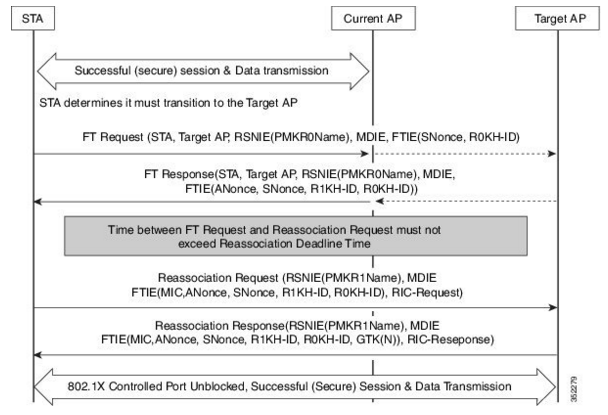 STA
Current AP
Target AP
Successful (secure) session & Data transmission
STA determines it must transition to the Target AP
FT Request (STA, Target AP, RSNIE(PMKR0Name), MDIE, FTIE(SNonce, R0KH-ID)
FT Response(STA, Target AP, RSNIE(PMKR0Name), MDIE,
FTIE(ANonce, SNonce, R1KH-ID, R0KH-ID))
Time between FT Request and Reassociation Request must not
exceed Reassociation Deadline Time
Reassociation Request (RSNIE(PMKR1Name), MDIE
FTIE(MIC,ANonce, SNonce, R1KH-ID, R0KH-ID), RIC-Request)
Reassociation Response(RSNIE(PMKR1Name), MDIE
FTIE(MIC,ANonce, SNonce, R1KH-ID, R0KH-ID, GTK(N)), RIC-Reseponse)
802.1X Controlled Port Unblocked, Successful (Secure) Session & Data Transmission
352279